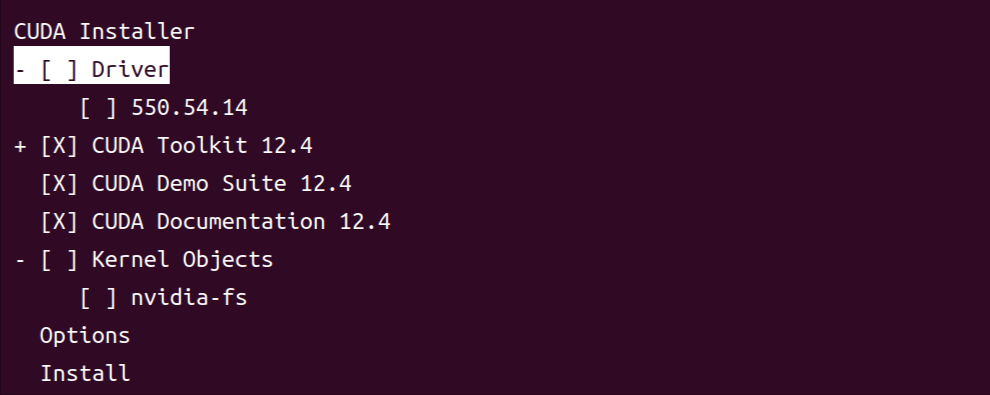 CUDA Installer
- [ ] Driver
[ ] 550.54.14
+ [X] CUDA Toolkit 12.4
[X] CUDA Demo Suite 12.4
[X] CUDA Documentation 12.4
- [ ] Kernel Objects
[ ] nvidia-fs
Options
Install